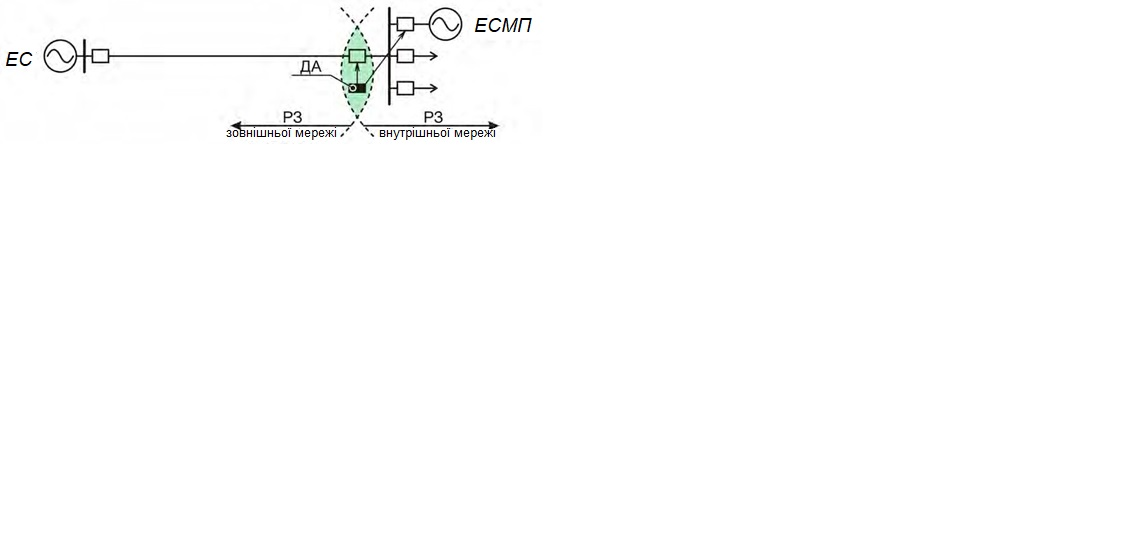 ЕСМП
ЕС
ДА
РЗ
зовнішньої мережі
РЗ
внутрішньої мережі